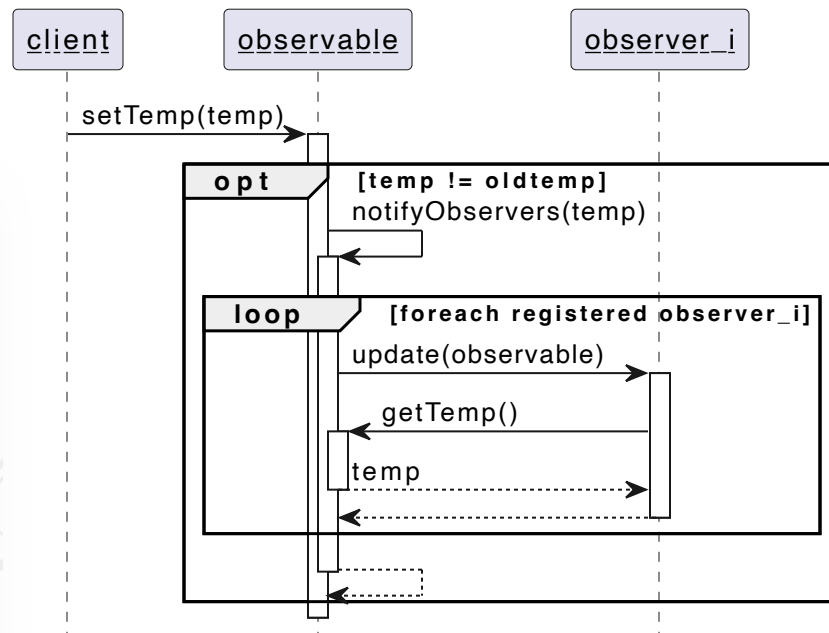 client
observable
observer_i
setTemp(temp)
opt
[temp != oldtemp]
notifyObservers(temp)
loop
[foreach registered observer_i]
update(observable)
getTemp()
temp